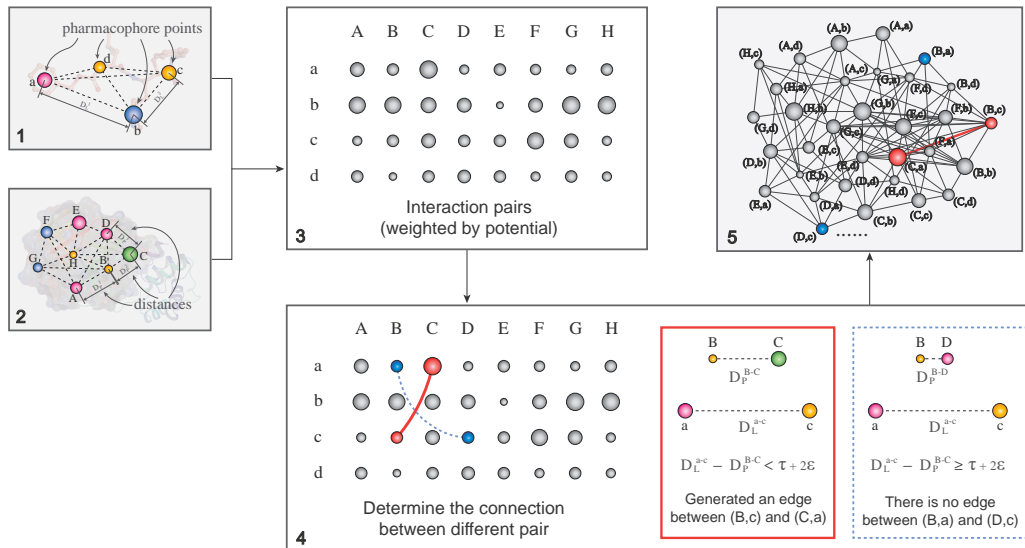 pharmacophore points
a
d
c
b
1
E
F
D
G
H
B
C
A
distances
2
A B C D E F G H
a
b
c
d
Interaction pairs
(weighted by potential)
3
A B C D E F G H
a
b
c
d
Determine the connection
between different pair
4
B C
D_P^{B-C}
a c
D_L^{a-c}
D_L^{a-c} − D_P^{B-C} < τ + 2ε
Generated an edge
between (B,c) and (C,a)
B D
D_P^{B-D}
a c
D_L^{a-c}
D_L^{a-c} − D_P^{B-C} ≥ τ + 2ε
There is no edge
between (B,a) and (D,c)
(A,b)
(A,a)
(A,d)
(H,c)
(B,a)
(A,c)
(G,a)
(H,a)
(F,d)
(B,d)
(H,b)
(G,b)
(F,b)
(B,c)
(G,d)
(G,c)
(F,c)
(F,a)
(D,b)
(E,c)
(E,d)
(C,a)
(B,b)
(E,b)
(D,d)
(H,d)
(E,a)
(D,a)
(C,b)
(C,c)
(C,d)
(D,c)
.......
5